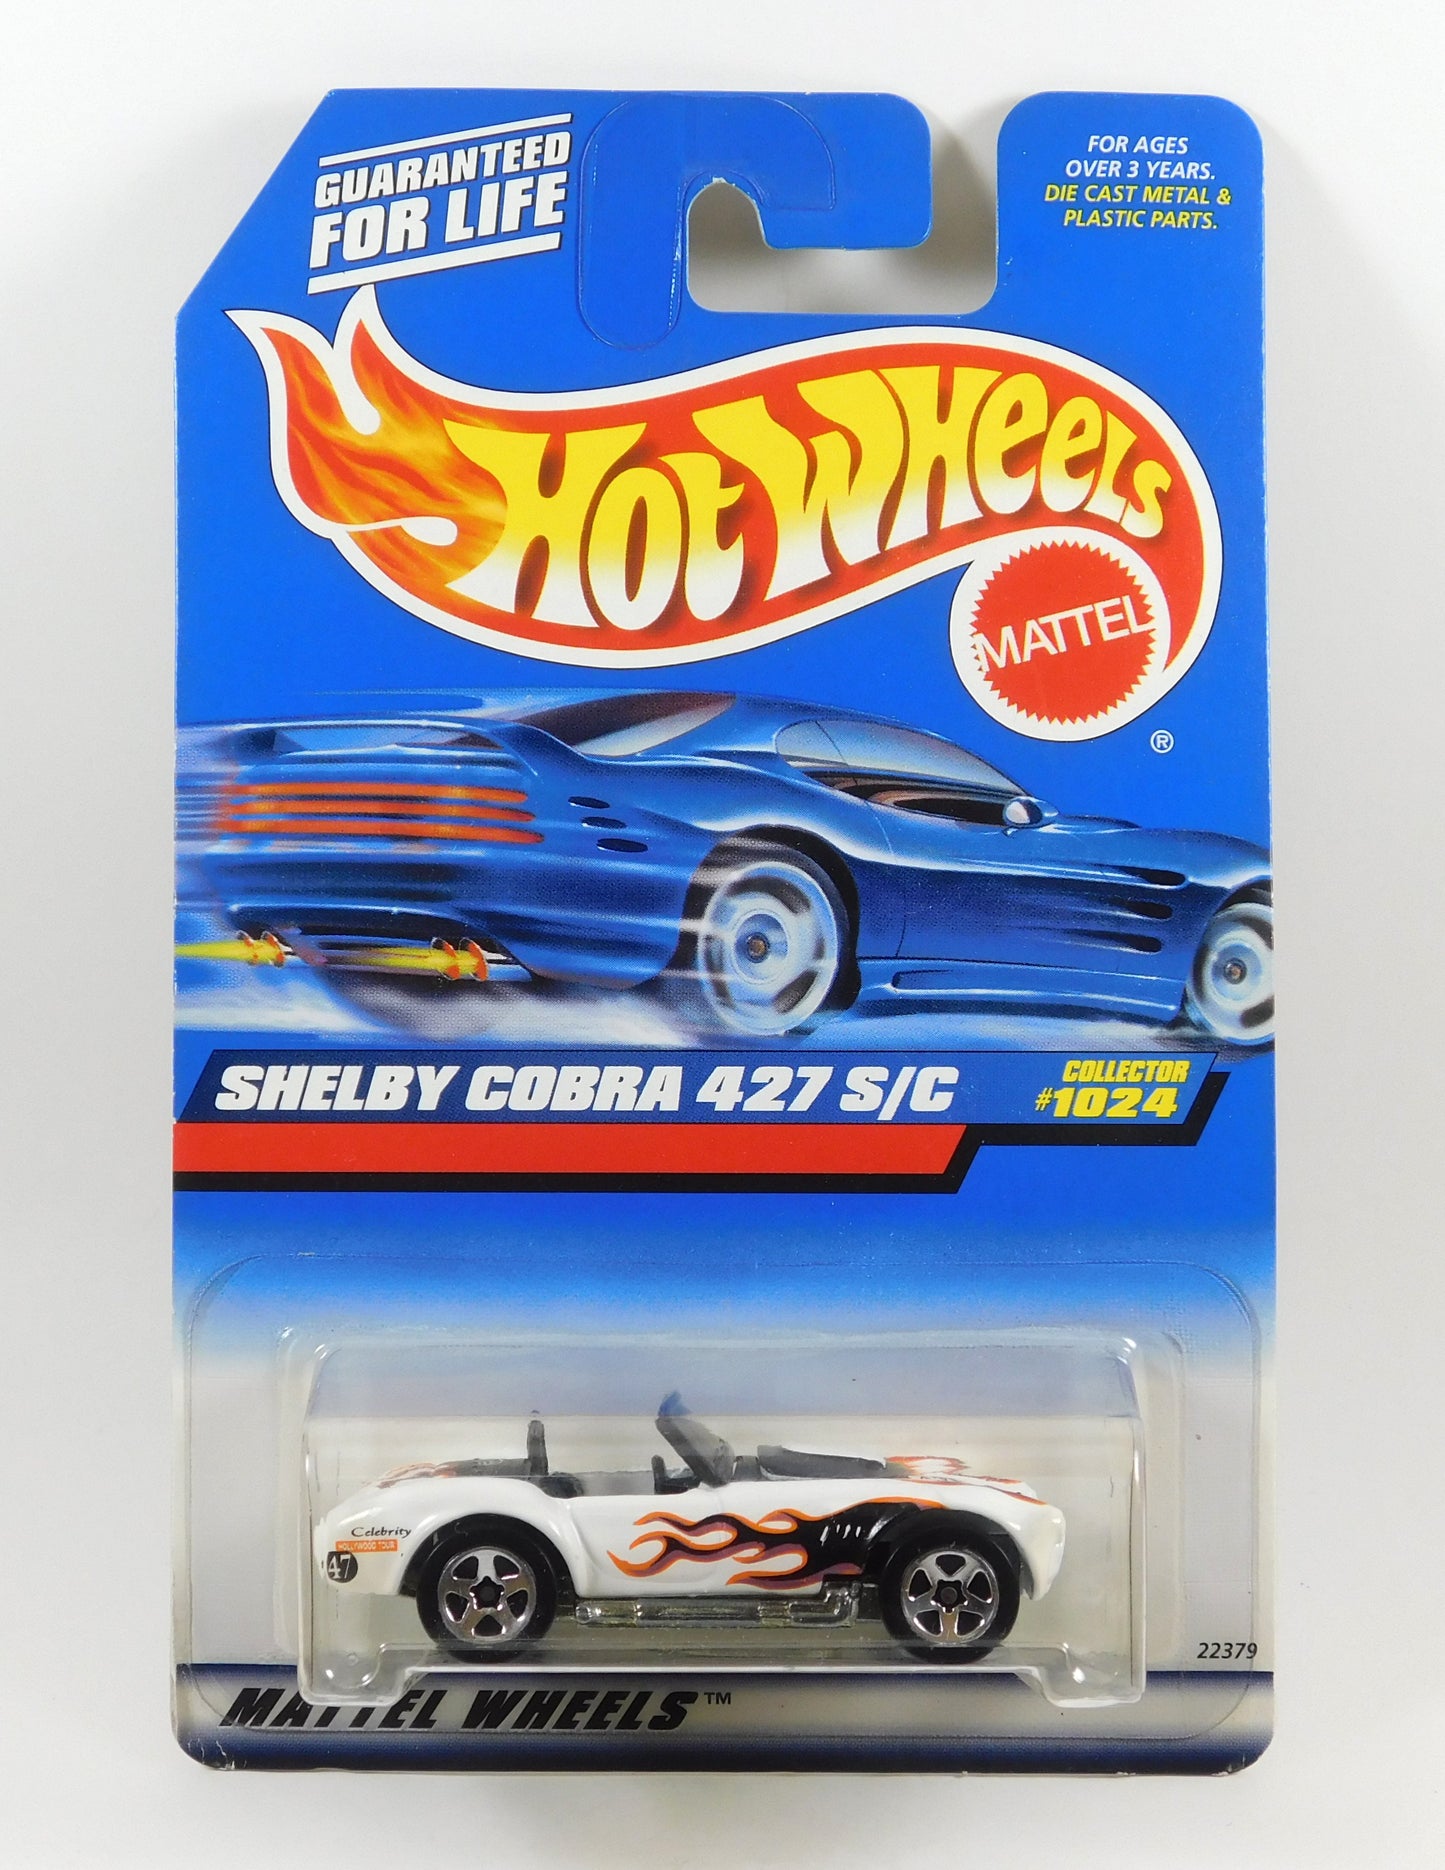 GUARANTEED
FOR LIFE
FOR AGES
OVER 3 YEARS.
DIE CAST METAL &
PLASTIC PARTS.
HOT WHEELS
MATTEL
®
SHELBY COBRA 427 S/C
COLLECTOR
#1024
Celebrity
HOLLYWOOD TOUR
47
22379
MATTEL WHEELS™